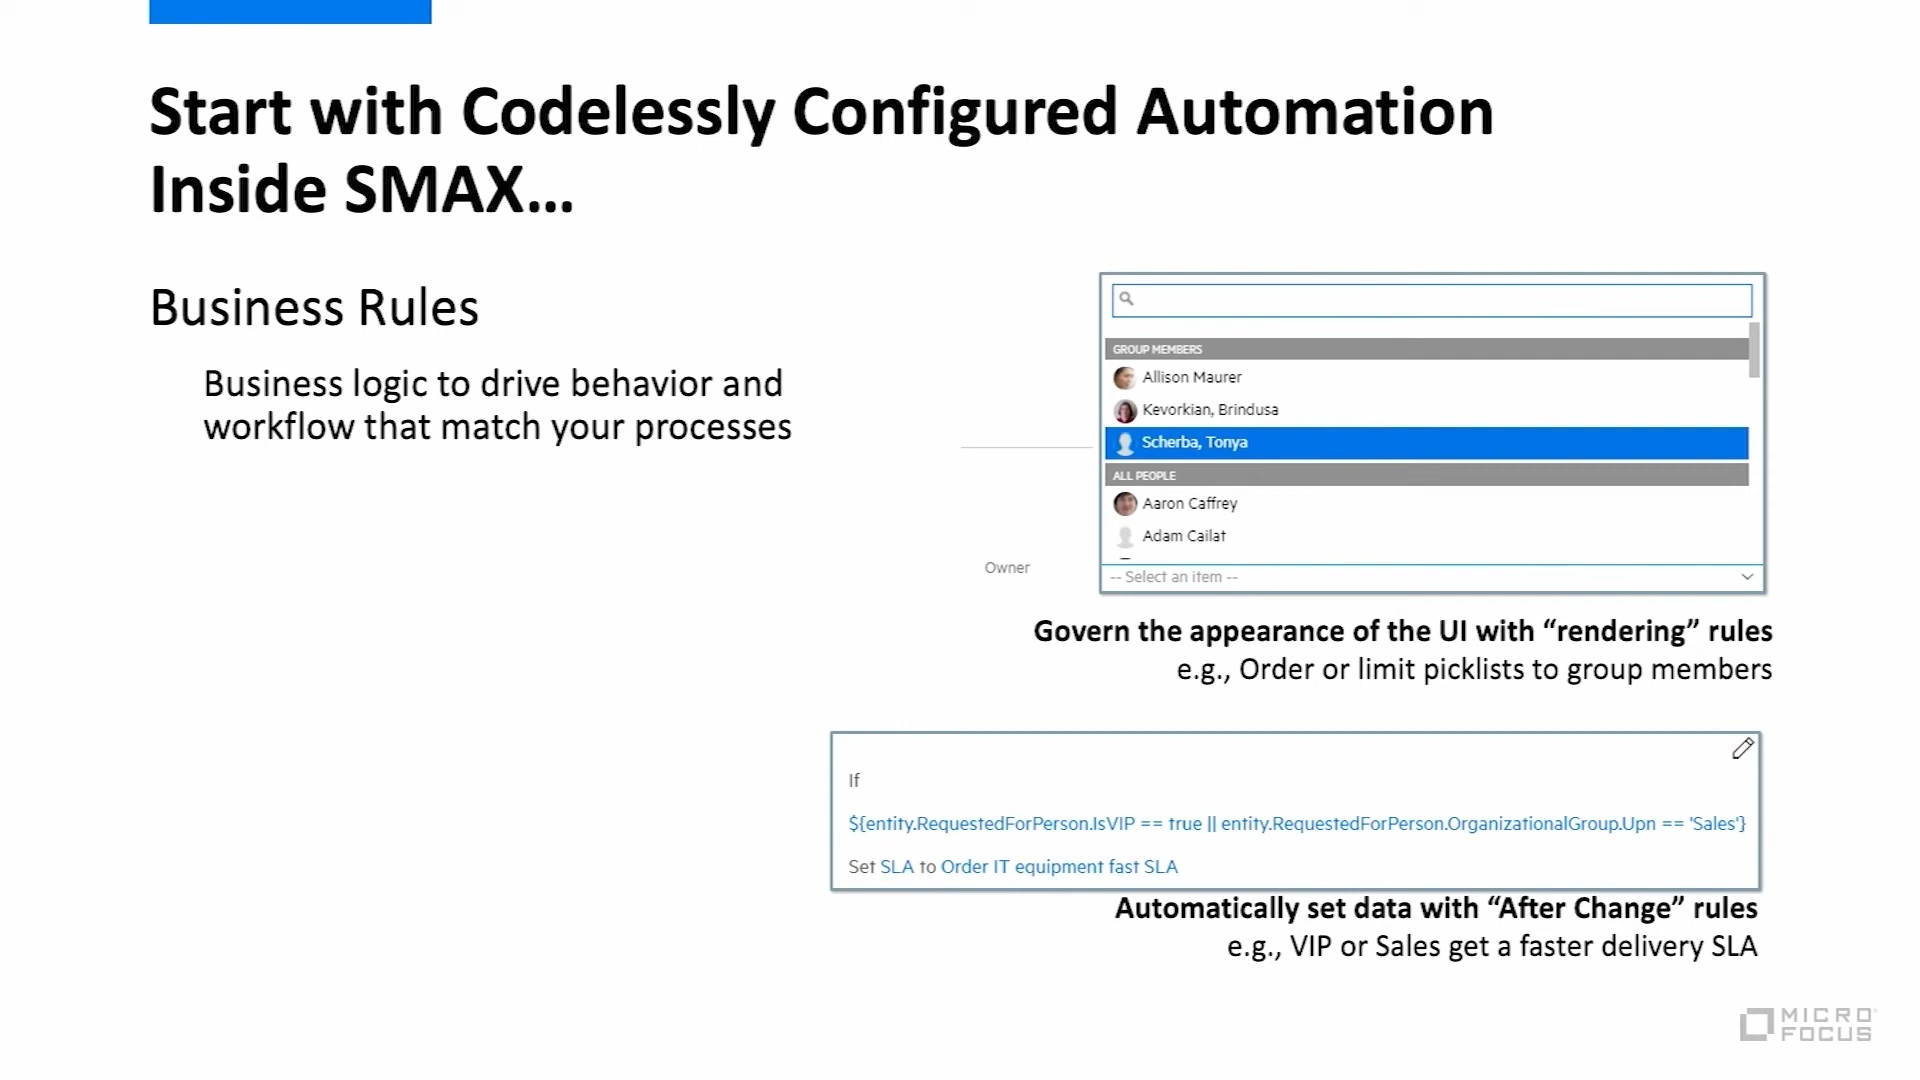 Start with Codelessly Configured Automation
Inside SMAX...
Business Rules
Business logic to drive behavior and
workflow that match your processes
GROUP MEMBERS
Allison Maurer
Kevorkian, Brindusa
Scherba, Tonya
ALL PEOPLE
Aaron Caffrey
Adam Cailat
Owner
-- Select an item --
Govern the appearance of the UI with “rendering” rules
e.g., Order or limit picklists to group members
If
${entity.RequestedForPerson.IsVIP == true || entity.RequestedForPerson.OrganizationalGroup.Upn == 'Sales'}
Set SLA to Order IT equipment fast SLA
Automatically set data with “After Change” rules
e.g., VIP or Sales get a faster delivery SLA
MICRO
FOCUS